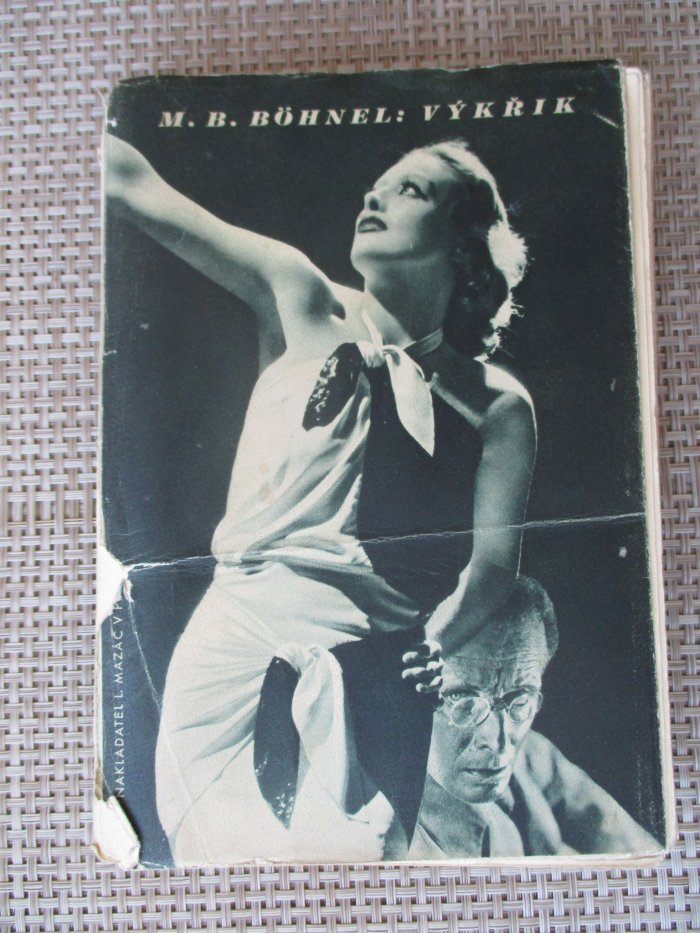 M. B. BÖHNEL: VÝKŘIK
NAKLADATEL L. MAZÁČ V